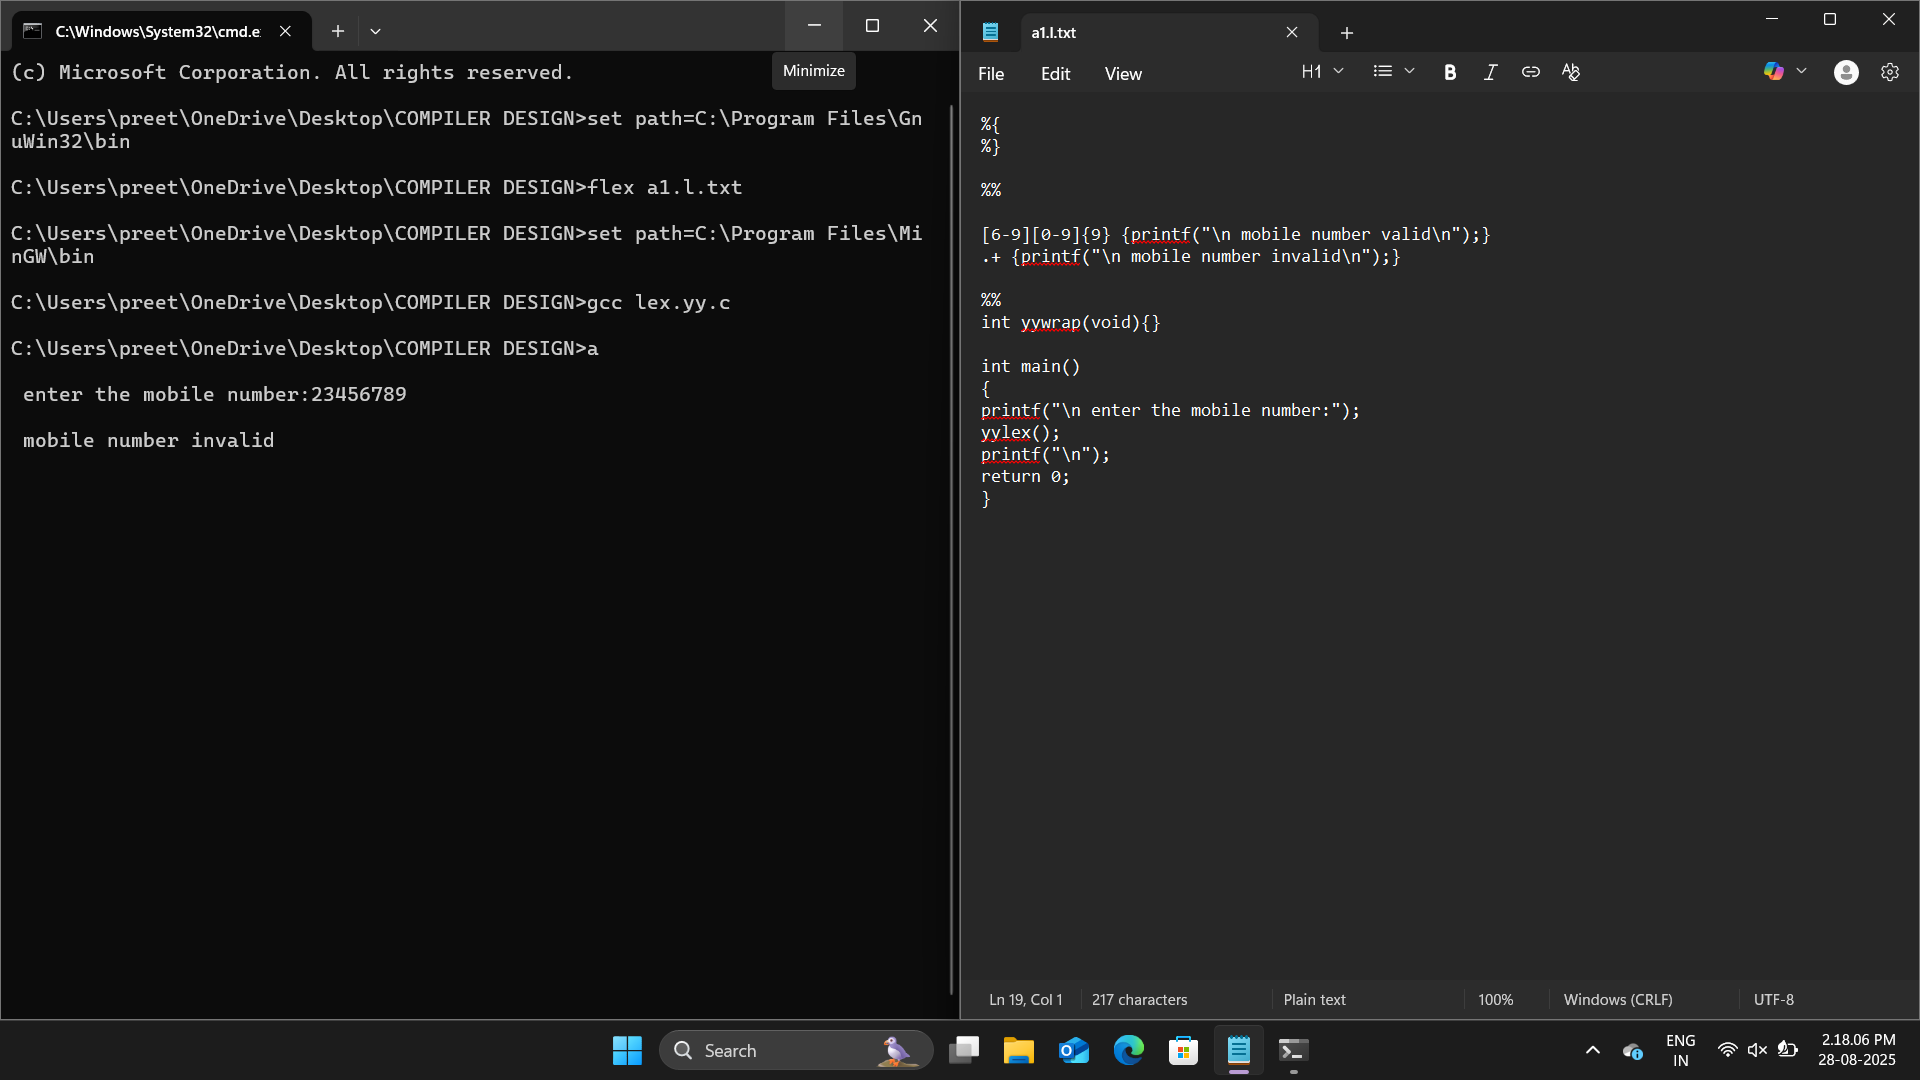 C:\Windows\System32\cmd.e
(c) Microsoft Corporation. All rights reserved.
Minimize
C:\Users\preet\OneDrive\Desktop\COMPILER DESIGN>set path=C:\Program Files\Gn
uWin32\bin
C:\Users\preet\OneDrive\Desktop\COMPILER DESIGN>flex a1.l.txt
C:\Users\preet\OneDrive\Desktop\COMPILER DESIGN>set path=C:\Program Files\Mi
nGW\bin
C:\Users\preet\OneDrive\Desktop\COMPILER DESIGN>gcc lex.yy.c
C:\Users\preet\OneDrive\Desktop\COMPILER DESIGN>a
enter the mobile number:23456789
mobile number invalid
a1.l.txt
File Edit View H1 B I
%{
%}
%%
[6-9][0-9]{9} {printf("\n mobile number valid\n");}
.+ {printf("\n mobile number invalid\n");}
%%
int yywrap(void){}
int main()
{
printf("\n enter the mobile number:");
yylex();
printf("\n");
return 0;
}
Ln 19, Col 1 217 characters Plain text 100% Windows (CRLF) UTF-8
Search
ENG
IN
2.18.06 PM
28-08-2025